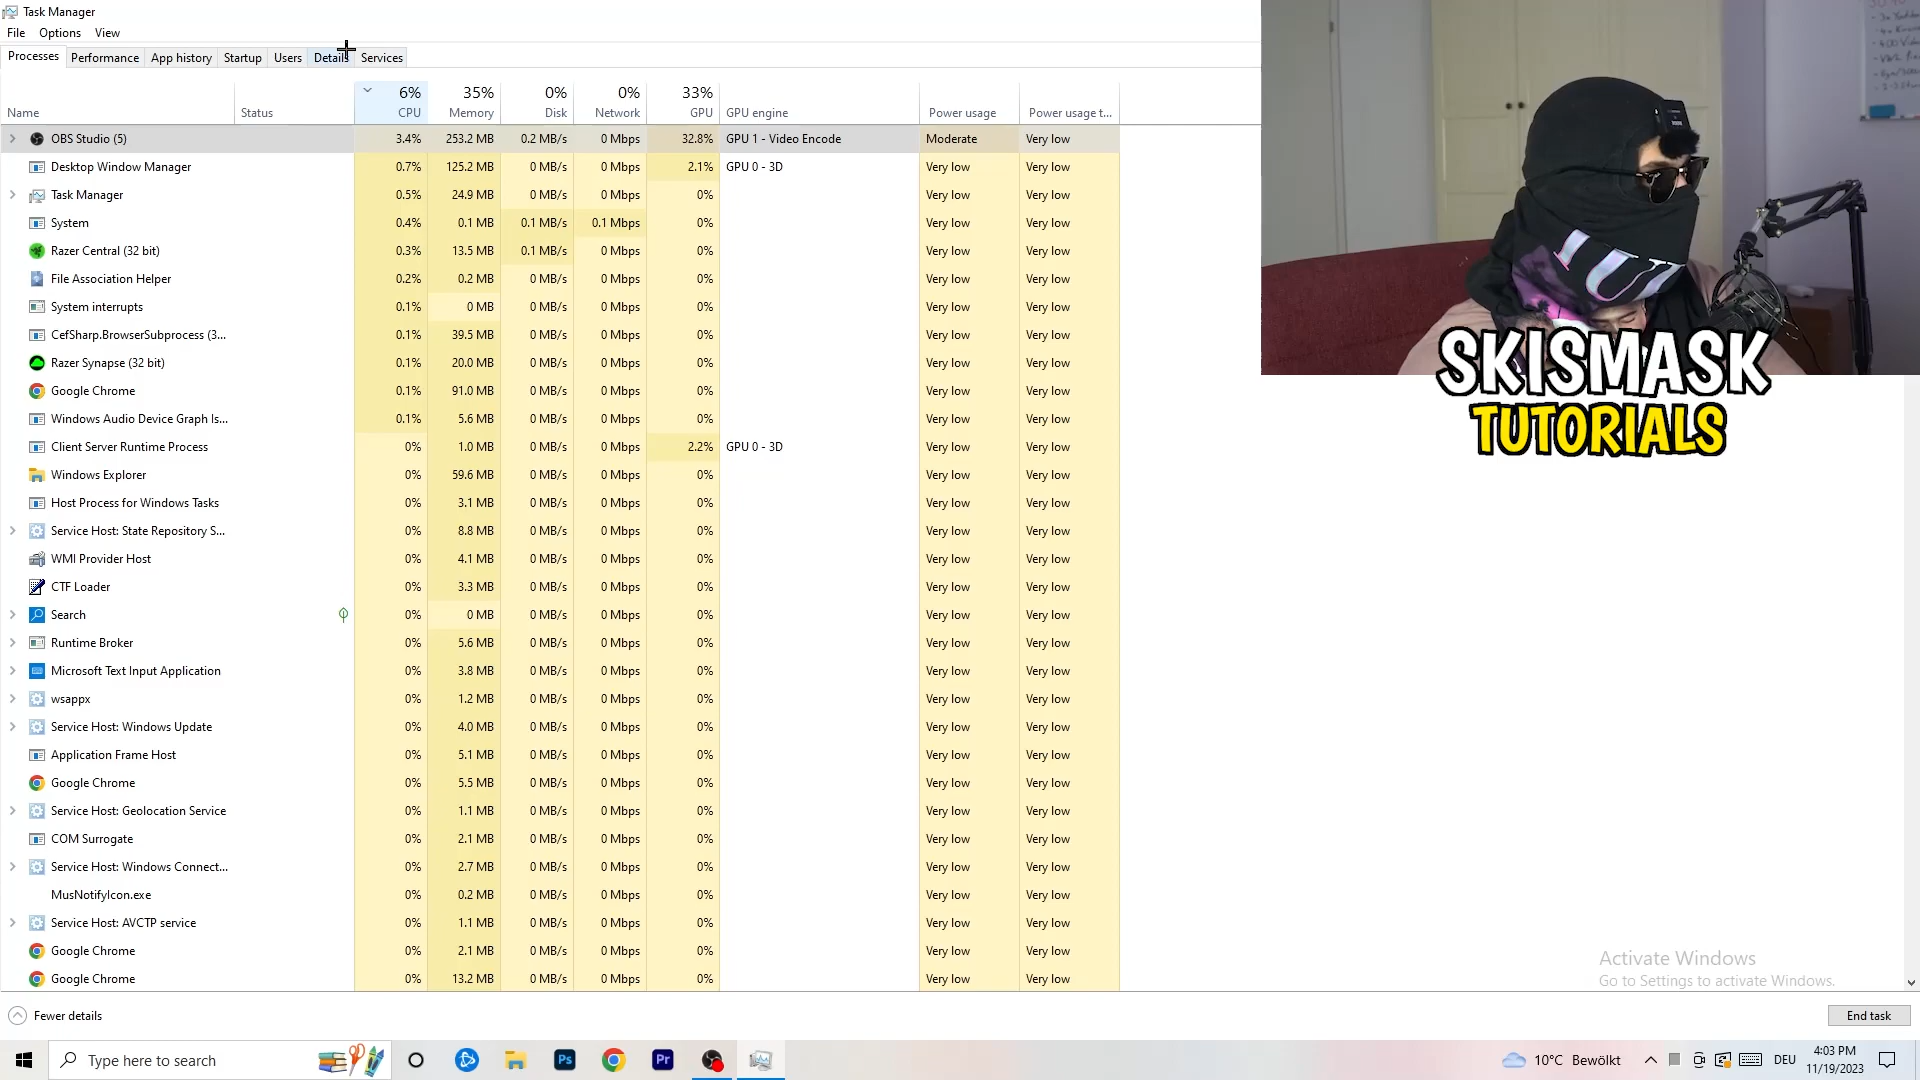 Task Manager
File Options View
Processes Performance App history Startup Users Details Services
6% 35% 0% 0% 33%
Name Status CPU Memory Disk Network GPU GPU engine Power usage Power usage t...
OBS Studio (5) 3.4% 253.2 MB 0.2 MB/s 0 Mbps 32.8% GPU 1 - Video Encode Moderate Very low
Desktop Window Manager 0.7% 125.2 MB 0 MB/s 0 Mbps 2.1% GPU 0 - 3D Very low Very low
Task Manager 0.5% 24.9 MB 0 MB/s 0 Mbps 0% Very low Very low
System 0.4% 0.1 MB 0.1 MB/s 0.1 Mbps 0% Very low Very low
Razer Central (32 bit) 0.3% 13.5 MB 0.1 MB/s 0 Mbps 0% Very low Very low
File Association Helper 0.2% 0.2 MB 0 MB/s 0 Mbps 0% Very low Very low
System interrupts 0.1% 0 MB 0 MB/s 0 Mbps 0% Very low Very low
CefSharp.BrowserSubprocess (3... 0.1% 39.5 MB 0 MB/s 0 Mbps 0% Very low Very low
Razer Synapse (32 bit) 0.1% 20.0 MB 0 MB/s 0 Mbps 0% Very low Very low
Google Chrome 0.1% 91.0 MB 0 MB/s 0 Mbps 0% Very low Very low
Windows Audio Device Graph Is... 0.1% 5.6 MB 0 MB/s 0 Mbps 0% Very low Very low
Client Server Runtime Process 0% 1.0 MB 0 MB/s 0 Mbps 2.2% GPU 0 - 3D Very low Very low
Windows Explorer 0% 59.6 MB 0 MB/s 0 Mbps 0% Very low Very low
Host Process for Windows Tasks 0% 3.1 MB 0 MB/s 0 Mbps 0% Very low Very low
Service Host: State Repository S... 0% 8.8 MB 0 MB/s 0 Mbps 0% Very low Very low
WMI Provider Host 0% 4.1 MB 0 MB/s 0 Mbps 0% Very low Very low
CTF Loader 0% 3.3 MB 0 MB/s 0 Mbps 0% Very low Very low
Search 0% 0 MB 0 MB/s 0 Mbps 0% Very low Very low
Runtime Broker 0% 5.6 MB 0 MB/s 0 Mbps 0% Very low Very low
Microsoft Text Input Application 0% 3.8 MB 0 MB/s 0 Mbps 0% Very low Very low
wsappx 0% 1.2 MB 0 MB/s 0 Mbps 0% Very low Very low
Service Host: Windows Update 0% 4.0 MB 0 MB/s 0 Mbps 0% Very low Very low
Application Frame Host 0% 5.1 MB 0 MB/s 0 Mbps 0% Very low Very low
Google Chrome 0% 5.5 MB 0 MB/s 0 Mbps 0% Very low Very low
Service Host: Geolocation Service 0% 1.1 MB 0 MB/s 0 Mbps 0% Very low Very low
COM Surrogate 0% 2.1 MB 0 MB/s 0 Mbps 0% Very low Very low
Service Host: Windows Connect... 0% 2.7 MB 0 MB/s 0 Mbps 0% Very low Very low
MusNotifyIcon.exe 0% 0.2 MB 0 MB/s 0 Mbps 0% Very low Very low
Service Host: AVCTP service 0% 1.1 MB 0 MB/s 0 Mbps 0% Very low Very low
Google Chrome 0% 2.1 MB 0 MB/s 0 Mbps 0% Very low Very low
Google Chrome 0% 13.2 MB 0 MB/s 0 Mbps 0% Very low Very low
SKISMASK
TUTORIALS
Activate Windows
Go to Settings to activate Windows.
Fewer details End task
Type here to search Ps Pr 10°C Bewölkt DEU 4:03 PM
11/19/2023